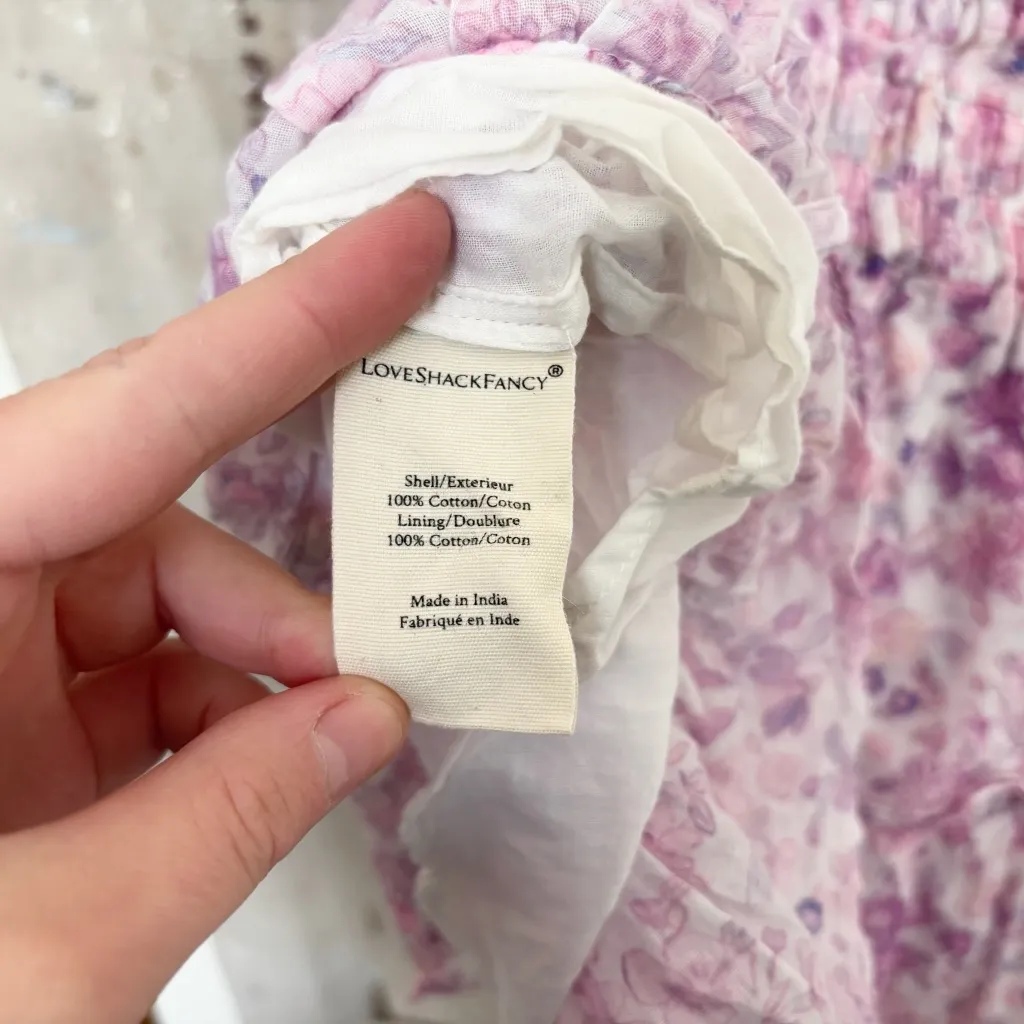 LOVESHACKFANCY®
Shell/Exterieur
100% Cotton/Coton
Lining/Doublure
100% Cotton/Coton
Made in India
Fabriqué en Inde